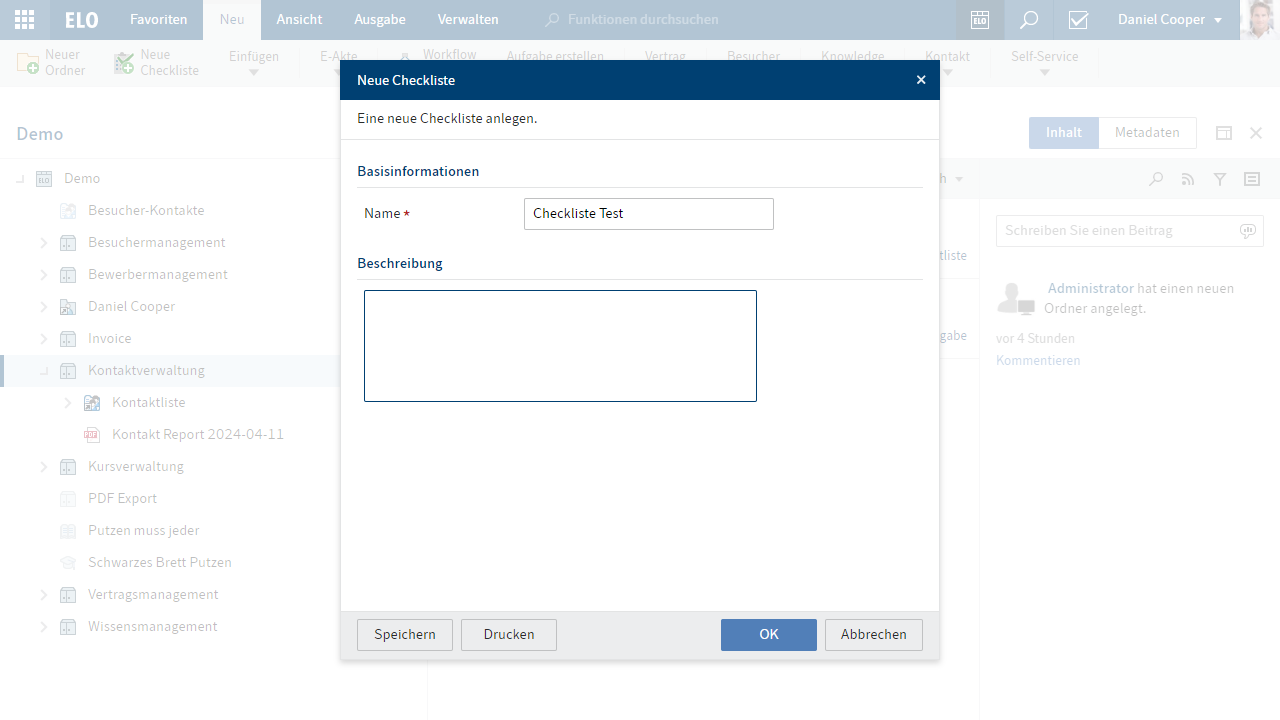 ELO Favoriten Neu Ansicht Ausgabe Verwalten Funktionen durchsuchen ELO Daniel Cooper
Neuer Ordner
Neue Checkliste
Einfügen
E-Akte
Workflow
Aufgabe erstellen
Vertrag
Besucher
Knowledge
Kontakt
Self-Service
Neue Checkliste
Eine neue Checkliste anlegen.
Basisinformationen
Name * Checkliste Test
Beschreibung
Speichern Drucken OK Abbrechen
Demo
Inhalt Metadaten
ELO Demo
Besucher-Kontakte
Besuchermanagement
Bewerbermanagement
Daniel Cooper
Invoice
Kontaktverwaltung
Kontaktliste
PDF Kontakt Report 2024-04-11
Kursverwaltung
PDF Export
Putzen muss jeder
Schwarzes Brett Putzen
Vertragsmanagement
Wissensmanagement
h
tliste
gabe
Schreiben Sie einen Beitrag
Administrator hat einen neuen
Ordner angelegt.
vor 4 Stunden
Kommentieren